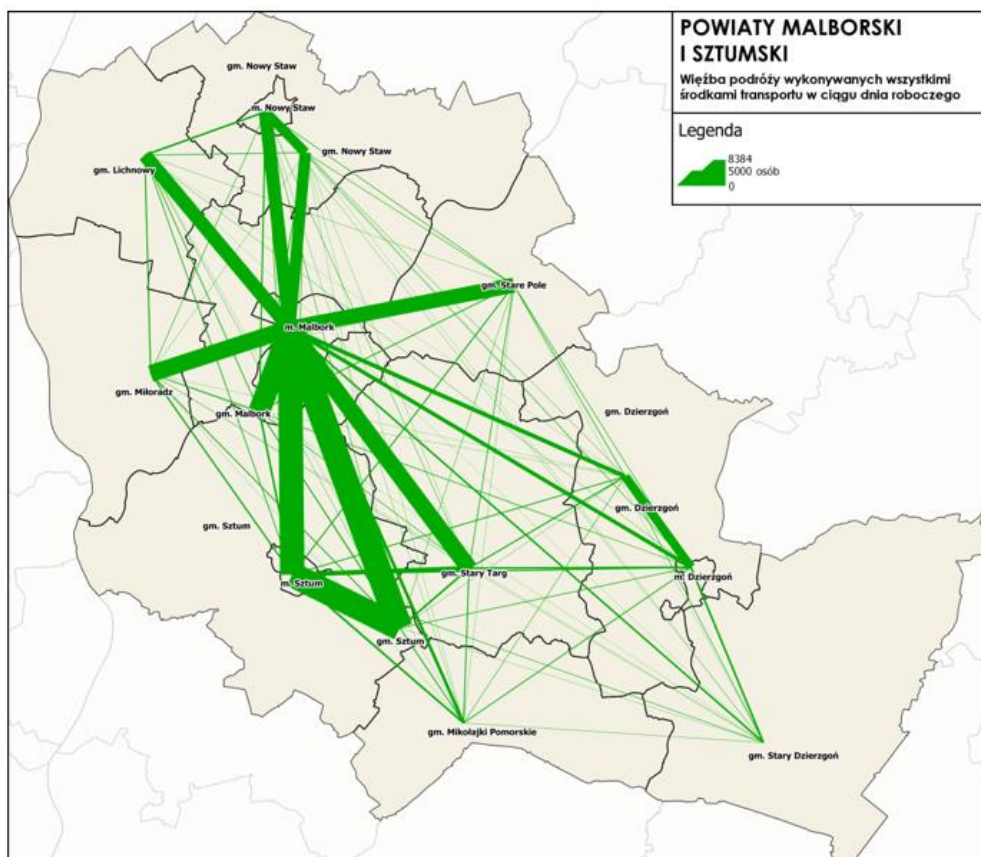 POWIATY MALBORSKI
I SZTUMSKI
Więźba podróży wykonywanych wszystkimi
środkami transportu w ciągu dnia roboczego
Legenda
8384
5000 osób
0
gm. Nowy Staw
m. Nowy Staw
gm. Nowy Staw
gm. Lichnowy
gm. Stare Pole
m. Malbork
gm. Miłoradz
gm. Malbork
gm. Dzierzgoń
gm. Dzierzgoń
gm. Sztum
gm. Stary Targ
m. Dzierzgoń
m. Sztum
gm. Sztum
gm. Mikołajki Pomorskie
gm. Stary Dzierzgoń